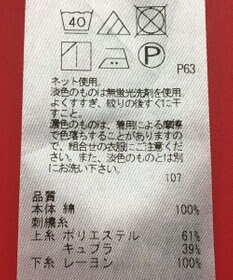 40
P
P63
ネット使用。
淡色のものは無蛍光洗剤を使用。
よくすすぎ、絞りの後すぐに干
すこと。
濃色のものは、着用による摩擦
で色落ちすることがありますの
で、組合せの衣服にご注意下さ
い。また、淡色のものとは別に
お洗い下さい。
107
品質
本体 綿 100%
刺繍糸
上糸 ポリエステル 61%
キュプラ 39%
下糸 レーヨン 100%